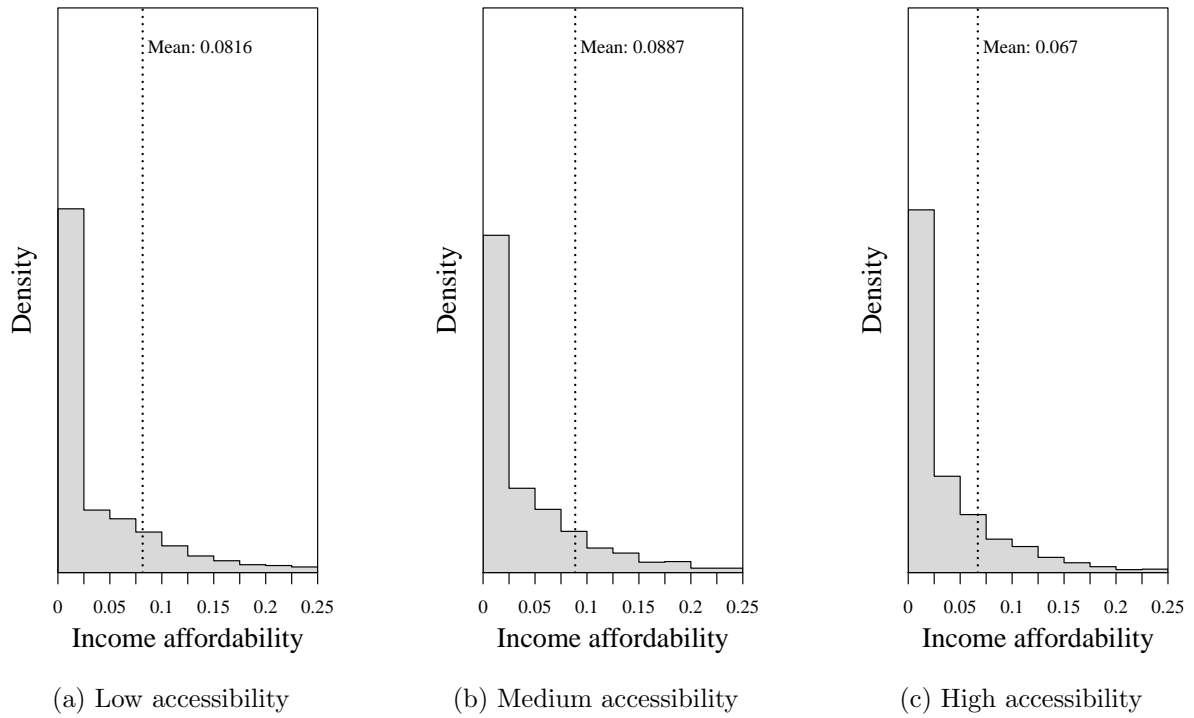 Mean: 0.0816
Density
0 0.05 0.1 0.15 0.2 0.25
Income affordability
(a) Low accessibility
Mean: 0.0887
Density
0 0.05 0.1 0.15 0.2 0.25
Income affordability
(b) Medium accessibility
Mean: 0.067
Density
0 0.05 0.1 0.15 0.2 0.25
Income affordability
(c) High accessibility